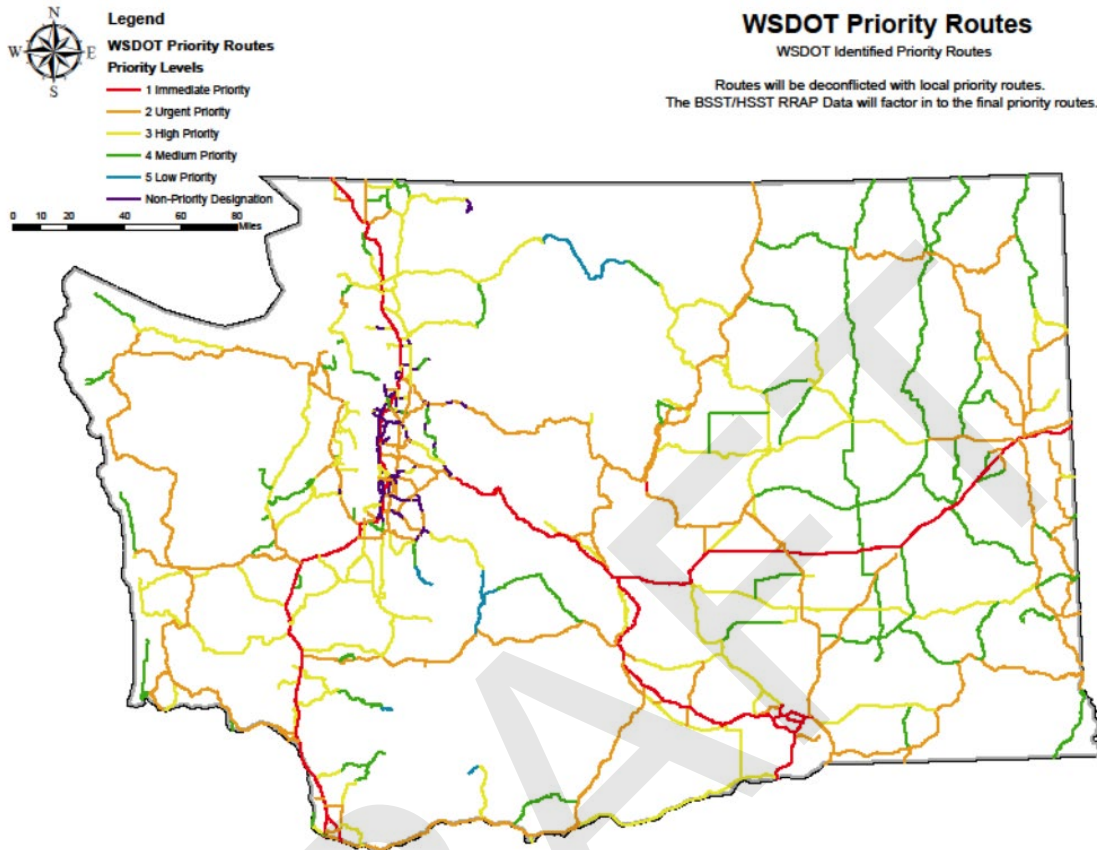 N
W E
S
Legend
WSDOT Priority Routes
Priority Levels
1 Immediate Priority
2 Urgent Priority
3 High Priority
4 Medium Priority
5 Low Priority
Non-Priority Designation
0 10 20 40 60 80
Miles
WSDOT Priority Routes
WSDOT Identified Priority Routes
Routes will be deconflicted with local priority routes.
The BSST/HSST RRAP Data will factor in to the final priority routes.
DRAFT